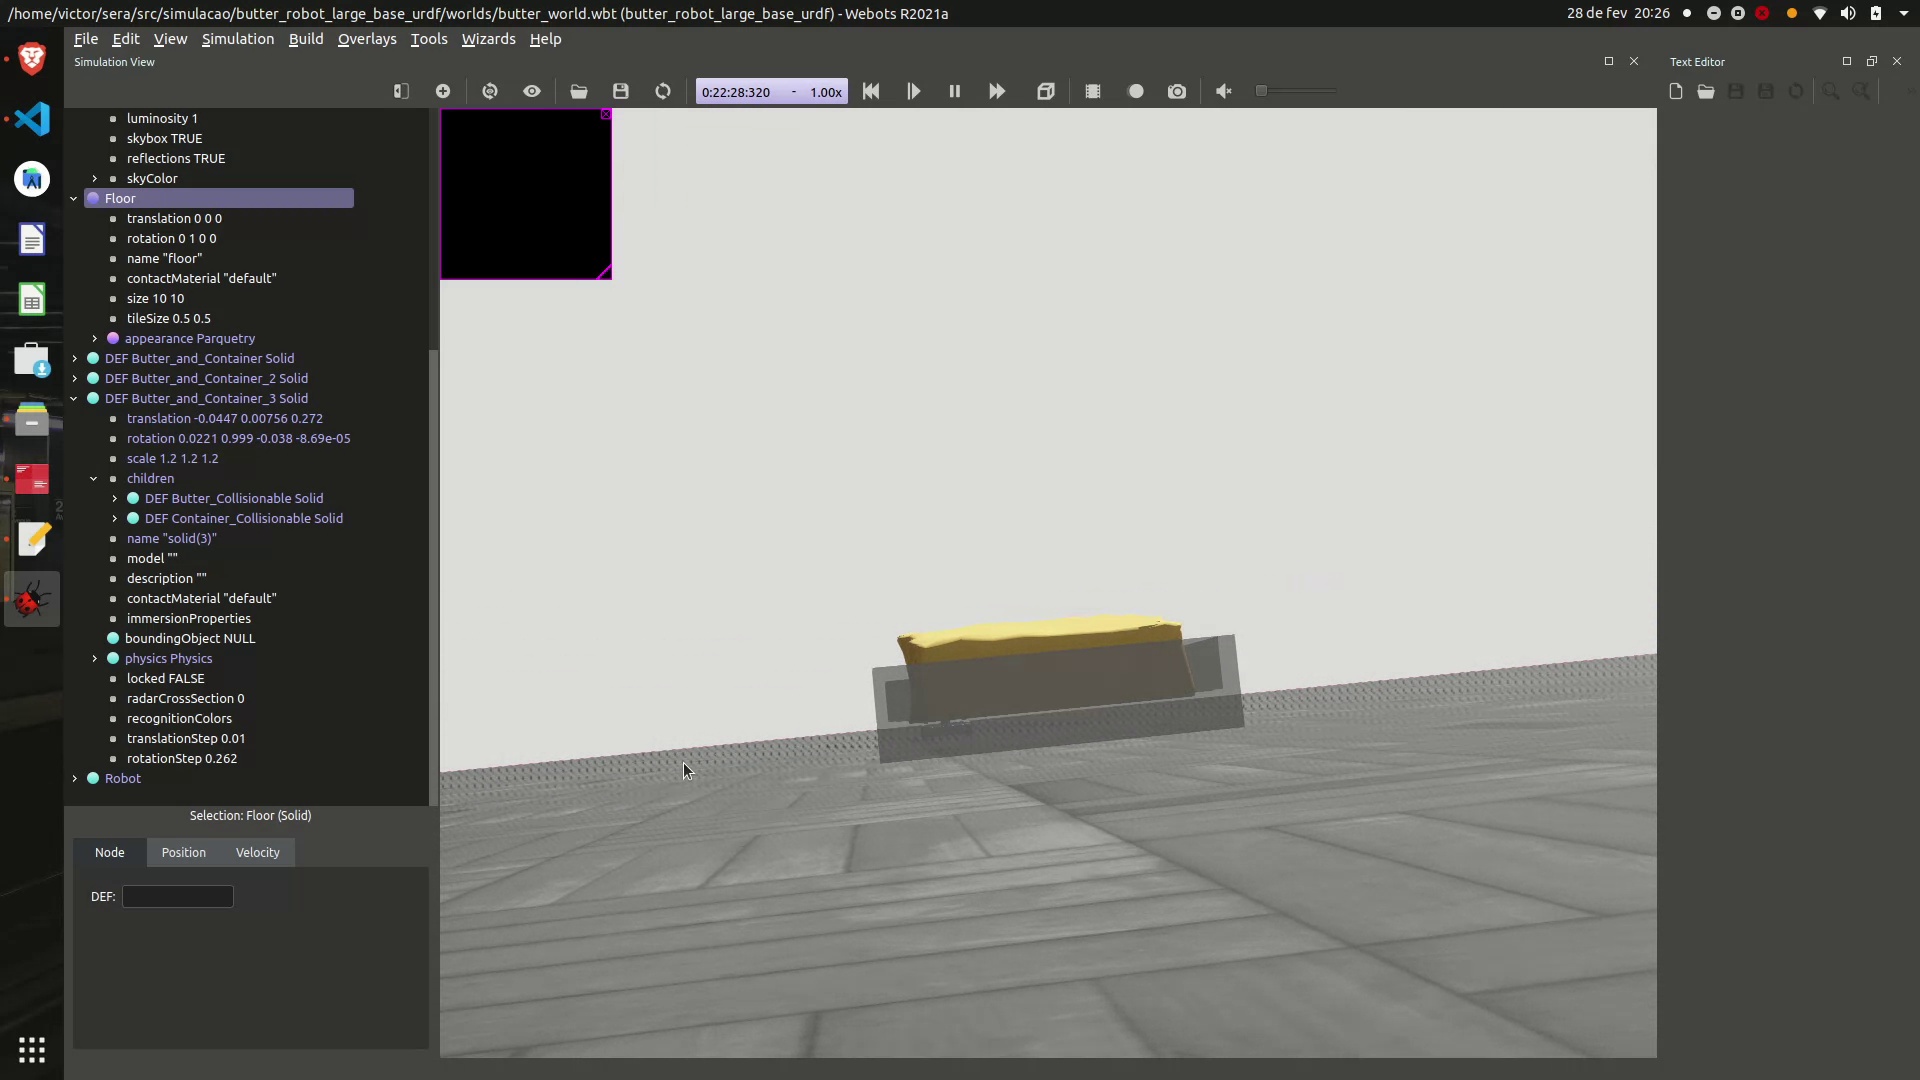 /home/victor/sera/src/simulacao/butter_robot_large_base_urdf/worlds/butter_world.wbt (butter_robot_large_base_urdf) - Webots R2021a
28 de fev 20:26
File Edit View Simulation Build Overlays Tools Wizards Help
Simulation View
Text Editor
0:22:28:320 - 1.00x
luminosity 1
skybox TRUE
reflections TRUE
skyColor
Floor
translation 0 0 0
rotation 0 1 0 0
name "floor"
contactMaterial "default"
size 10 10
tileSize 0.5 0.5
appearance Parquetry
DEF Butter_and_Container Solid
DEF Butter_and_Container_2 Solid
DEF Butter_and_Container_3 Solid
translation -0.0447 0.00756 0.272
rotation 0.0221 0.999 -0.038 -8.69e-05
scale 1.2 1.2 1.2
children
DEF Butter_Collisionable Solid
DEF Container_Collisionable Solid
name "solid(3)"
model ""
description ""
contactMaterial "default"
immersionProperties
boundingObject NULL
physics Physics
locked FALSE
radarCrossSection 0
recognitionColors
translationStep 0.01
rotationStep 0.262
Robot
Selection: Floor (Solid)
Node Position Velocity
DEF: